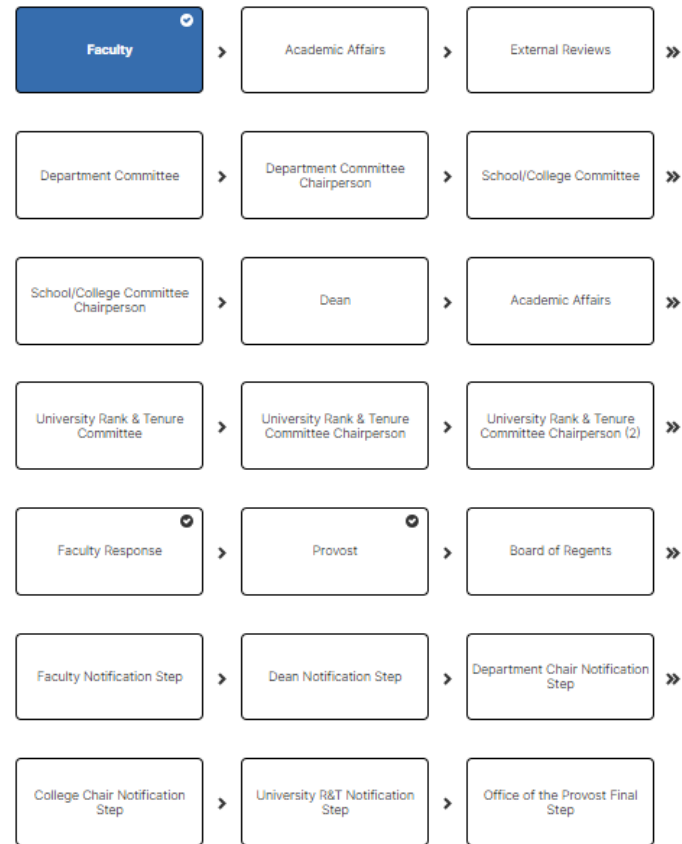 Faculty
Academic Affairs
External Reviews
Department Committee
Department Committee
Chairperson
School/College Committee
School/College Committee
Chairperson
Dean
Academic Affairs
University Rank & Tenure
Committee
University Rank & Tenure
Committee Chairperson
University Rank & Tenure
Committee Chairperson (2)
Faculty Response
Provost
Board of Regents
Faculty Notification Step
Dean Notification Step
Department Chair Notification
Step
College Chair Notification
Step
University R&T Notification
Step
Office of the Provost Final
Step